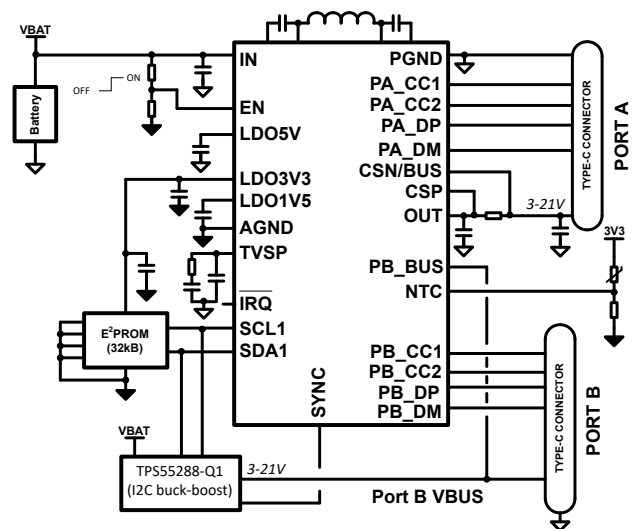 VBAT
IN
PGND
OFF
ON
PA_CC1
PA_CC2
PA_DP
PA_DM
Battery
EN
LDO5V
CSN/BUS
CSP
OUT
3-21V
TYPE-C CONNECTOR
PORT A
LDO3V3
LDO1V5
AGND
TVSP
IRQ
3V3
PB_BUS
NTC
E²PROM
(32kB)
SCL1
SDA1
SYNC
PB_CC1
PB_CC2
PB_DP
PB_DM
TYPE-C CONNECTOR
PORT B
VBAT
TPS55288-Q1
(I2C buck-boost)
3-21V
Port B VBUS